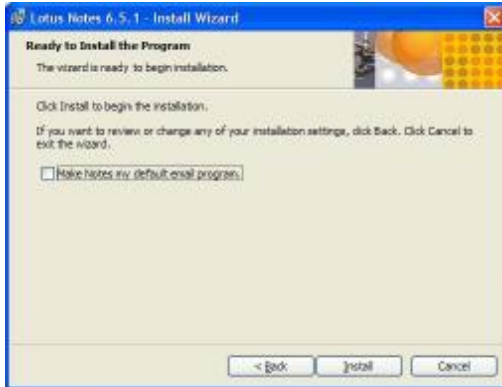 Lotus Notes 6.5.1 - Install Wizard
Ready to Install the Program
The wizard is ready to begin installation.
Click Install to begin the installation.
If you want to review or change any of your installation settings, click Back. Click Cancel to
exit the wizard.
Make Notes my default email program.
< Back Install Cancel